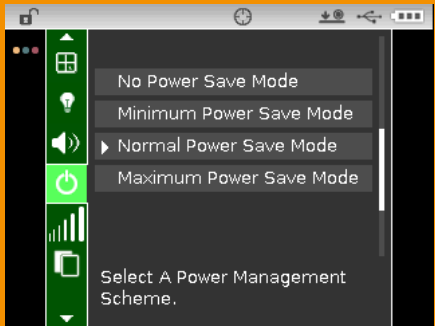 No Power Save Mode
Minimum Power Save Mode
Normal Power Save Mode
Maximum Power Save Mode
Select A Power Management
Scheme.